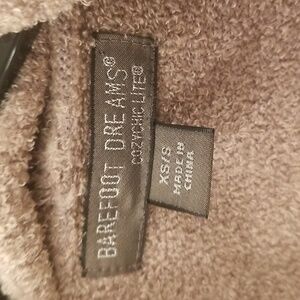 BAREFOOT DREAMS®
COZYCHIC LITE®
XS/S
MADE IN
CHINA